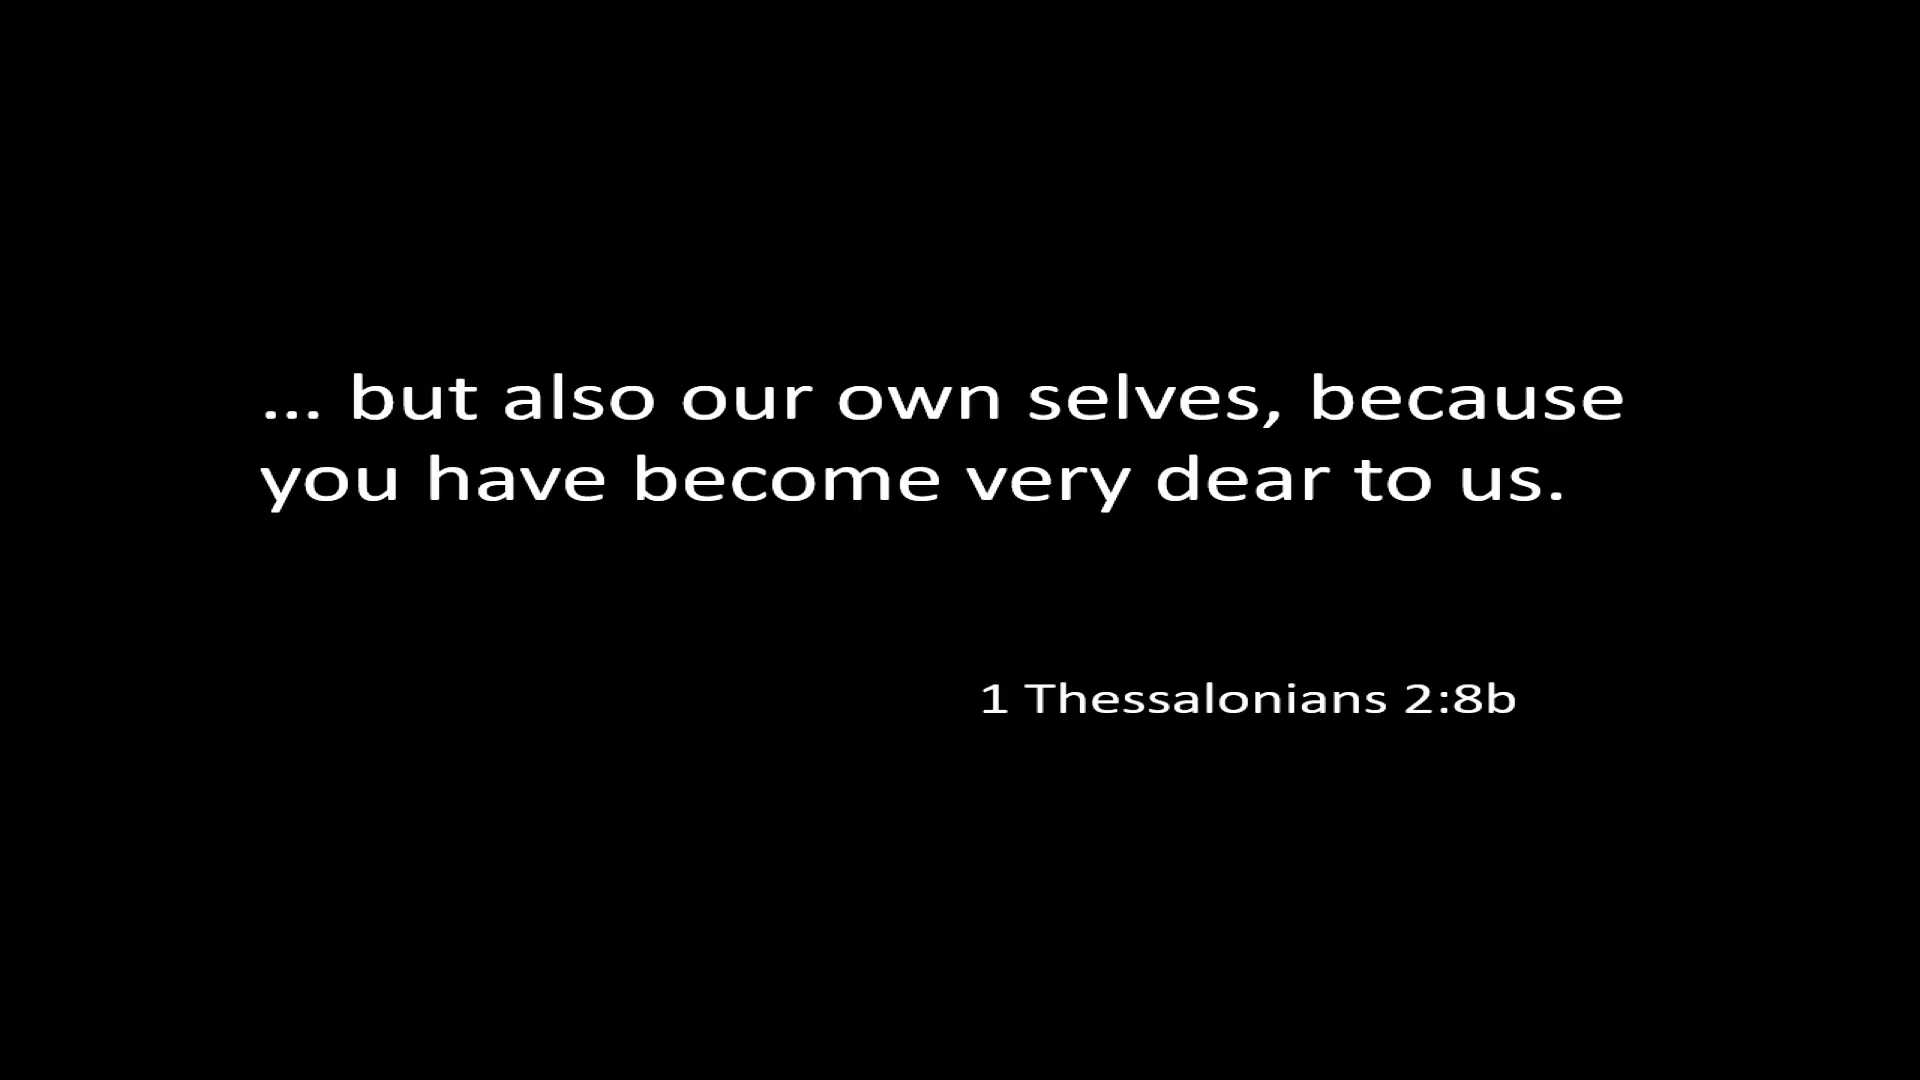 ... but also our own selves, because
you have become very dear to us.
1 Thessalonians 2:8b